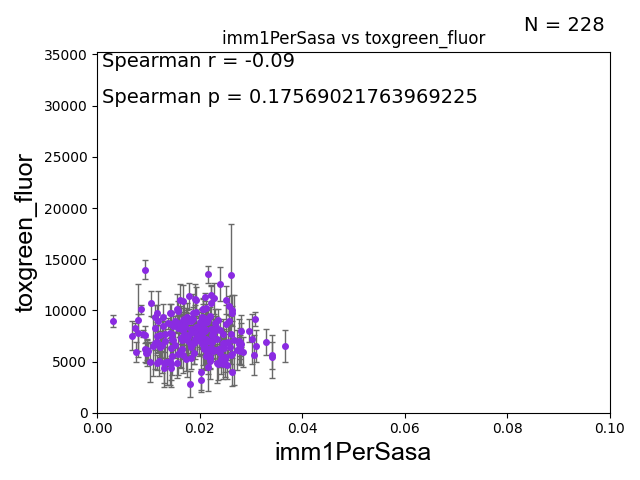 N = 228
imm1PerSasa vs toxgreen_fluor
Spearman r = -0.09
Spearman p = 0.17569021763969225
toxgreen_fluor
35000
30000
25000
20000
15000
10000
5000
0
0.00 0.02 0.04 0.06 0.08 0.10
imm1PerSasa